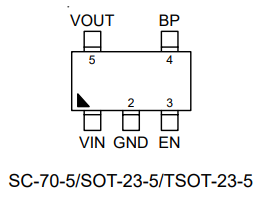 VOUT BP
5 4
2 3
VIN GND EN
SC-70-5/SOT-23-5/TSOT-23-5